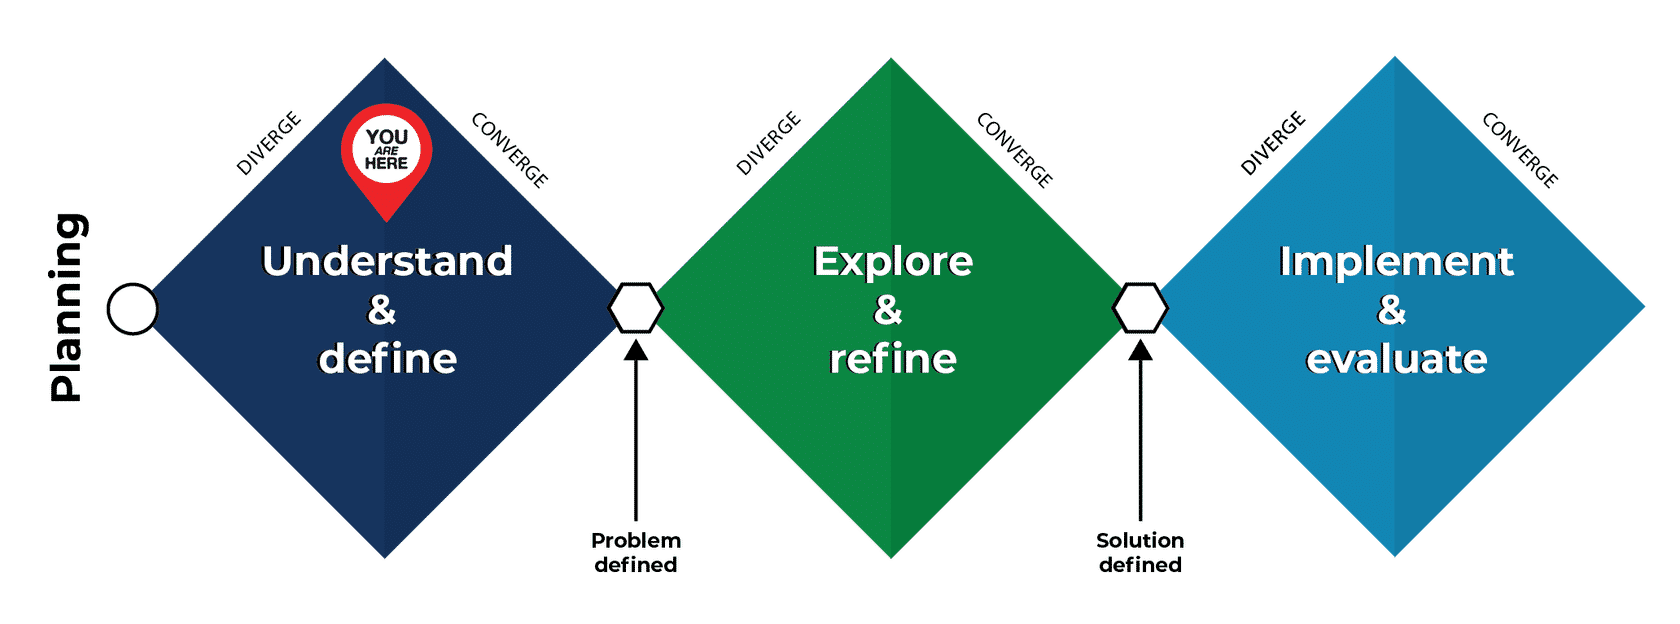 Planning
DIVERGE
CONVERGE
YOU
ARE
HERE
Understand
&
define
Problem
defined
DIVERGE
CONVERGE
Explore
&
refine
Solution
defined
DIVERGE
CONVERGE
Implement
&
evaluate